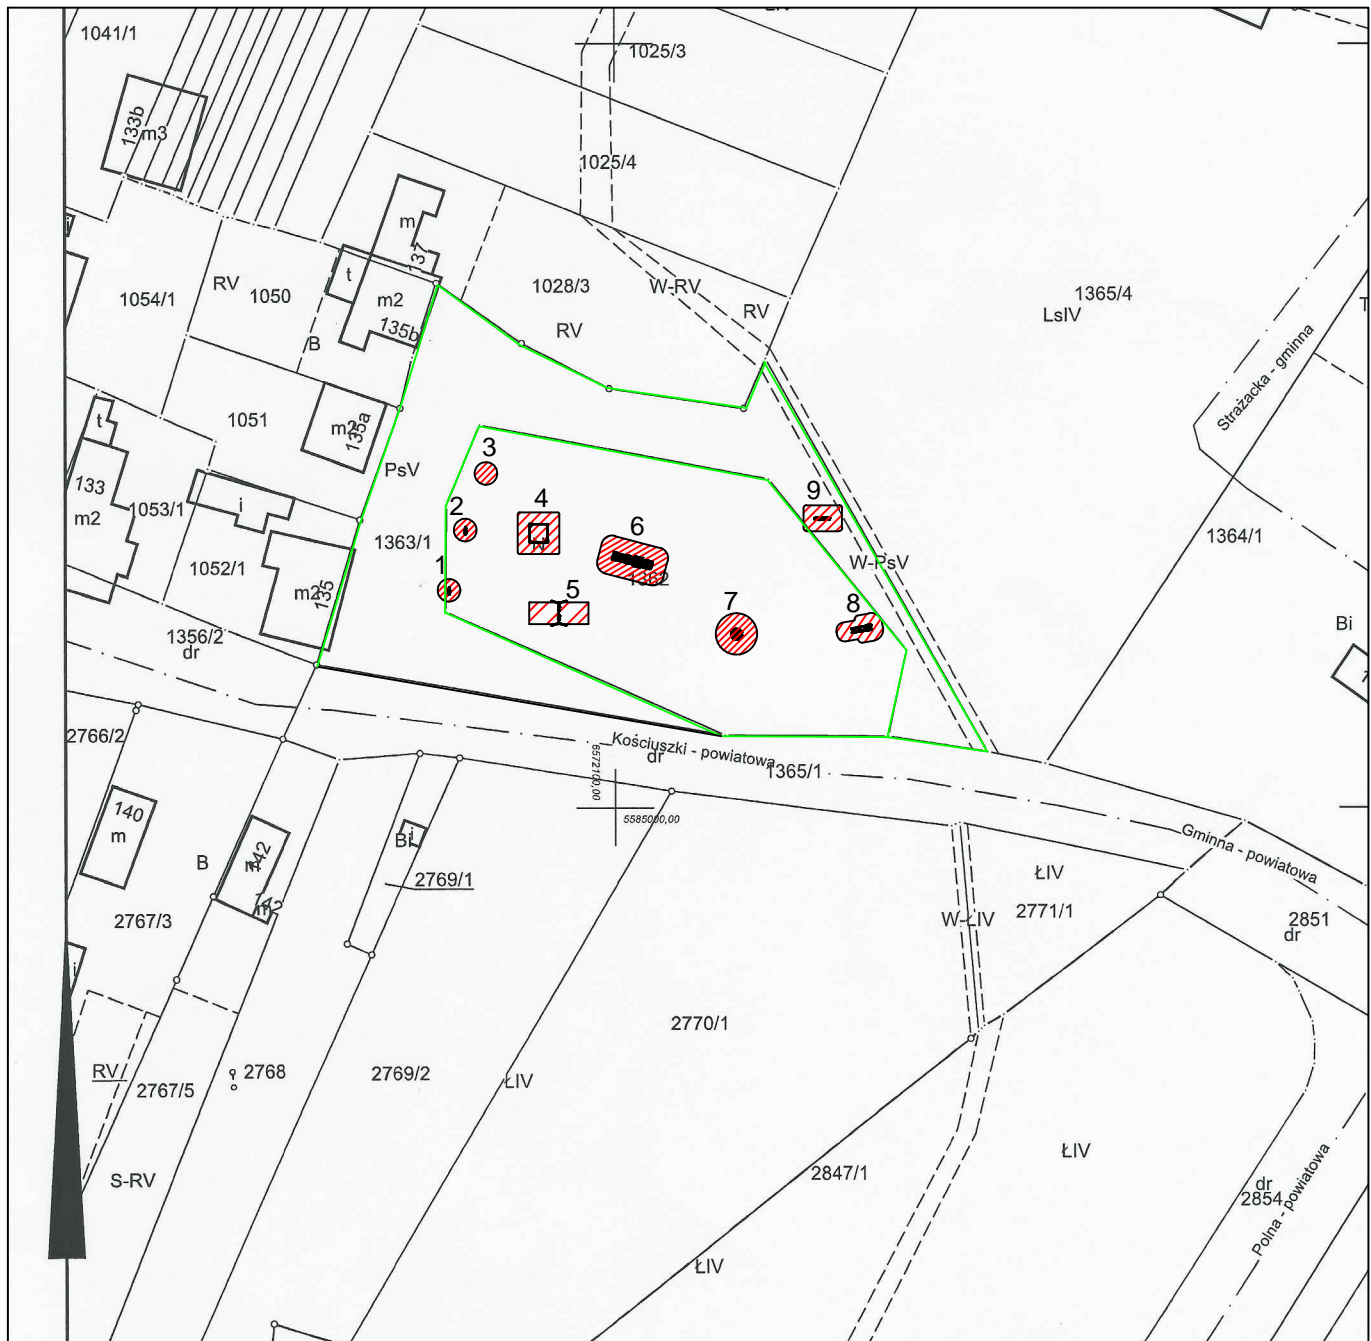 1041/1
1025/3
133b
m3
1025/4
m
137
t
RV
1054/1
1050
m2
135b
B
1028/3
RV
W-RV
RV
1365/4
LsIV
Strażacka - gminna
t
1051
m2
135a
PsV
3
133
m2
1053/1
i
2
4
6
9
1363/1
1362
W-PsV
1364/1
1052/1
m2
135
1
5
7
8
Bi
1356/2
dr
2766/2
Kościuszki - powiatowa
dr
1365/1
6572100,00
5585000,00
140
m
142
B
Bi
2769/1
Gminna - powiatowa
ŁIV
2767/3
W-ŁIV
2771/1
2851
dr
i
2770/1
RV
2767/5
2768
2769/2
ŁIV
ŁIV
S-RV
2847/1
dr
2854
Polna - powiatowa
ŁIV